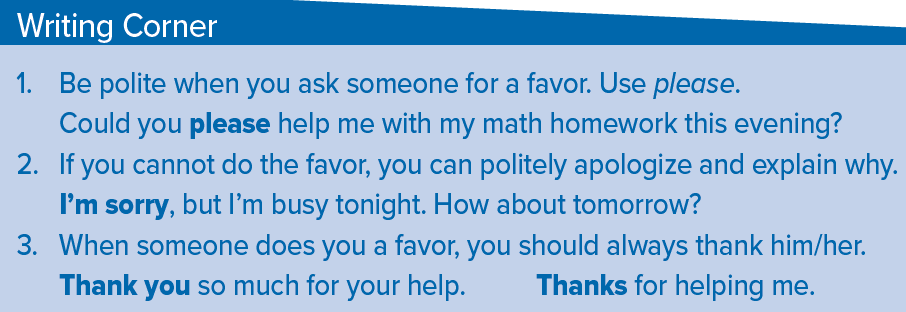 Writing Corner
1. Be polite when you ask someone for a favor. Use please.
Could you please help me with my math homework this evening?
2. If you cannot do the favor, you can politely apologize and explain why.
I'm sorry, but I'm busy tonight. How about tomorrow?
3. When someone does you a favor, you should always thank him/her.
Thank you so much for your help. Thanks for helping me.